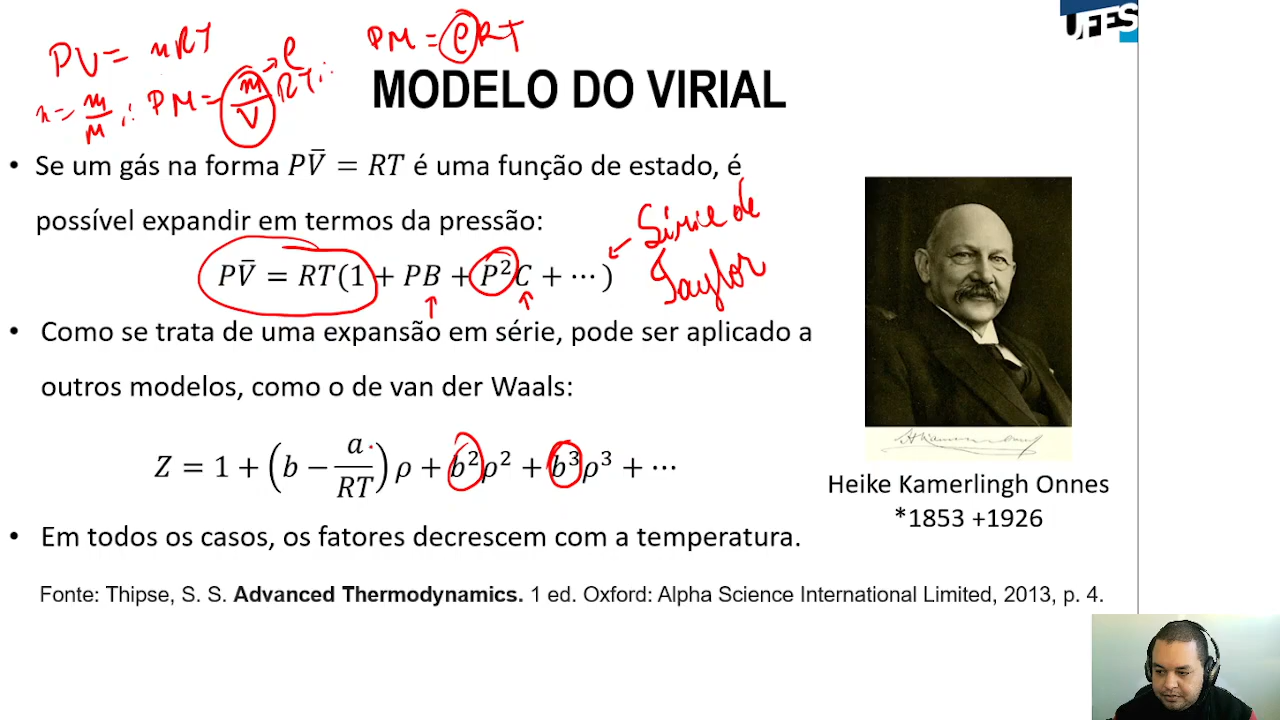 UFES
PV = nRT
PM = ρRT
n = m/M ∴ PM = m/V RT ∴
→ ρ
MODELO DO VIRIAL
• Se um gás na forma PV̄ = RT é uma função de estado, é
possível expandir em termos da pressão:
PV̄ = RT(1 + PB + P²C + ⋯ )
← Série de
Taylor
• Como se trata de uma expansão em série, pode ser aplicado a
outros modelos, como o de van der Waals:
Z = 1 + (b − a/RT) ρ + b²ρ² + b³ρ³ + ⋯
• Em todos os casos, os fatores decrescem com a temperatura.
Heike Kamerlingh Onnes
*1853 +1926
Fonte: Thipse, S. S. Advanced Thermodynamics. 1 ed. Oxford: Alpha Science International Limited, 2013, p. 4.